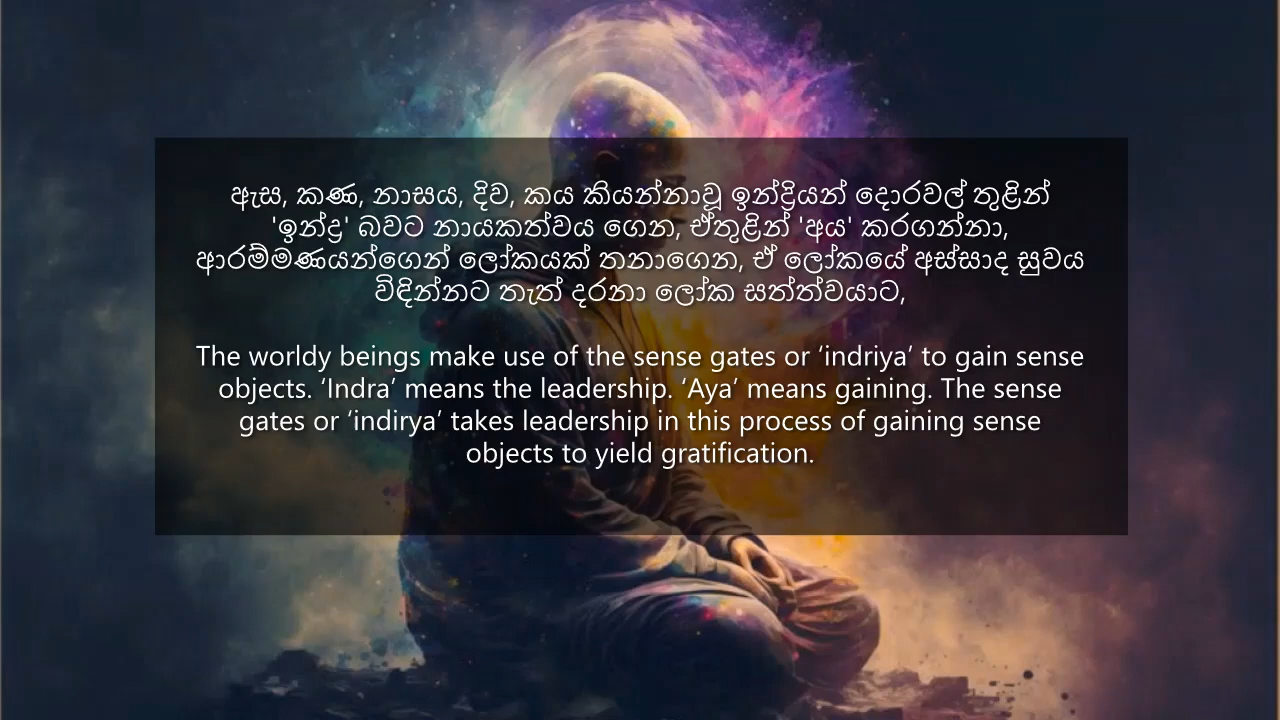 ඇස, කණ, නාසය, දිව, කය කියන්නාවූ ඉන්ද්‍රියන් දොරවල් තුළින්
'ඉන්ද්‍ර' බවට නායකත්වය ගෙන, ඒතුළින් 'අය' කරගන්නා,
ආරම්මණයන්ගෙන් ලෝකයක් තනාගෙන, ඒ ලෝකයේ අස්සාද සුවය
විඳින්නට තැත් දරනා ලෝක සත්ත්වයාට,
The worldy beings make use of the sense gates or ‘indriya’ to gain sense
objects. ‘Indra’ means the leadership. ‘Aya’ means gaining. The sense
gates or ‘indirya’ takes leadership in this process of gaining sense
objects to yield gratification.